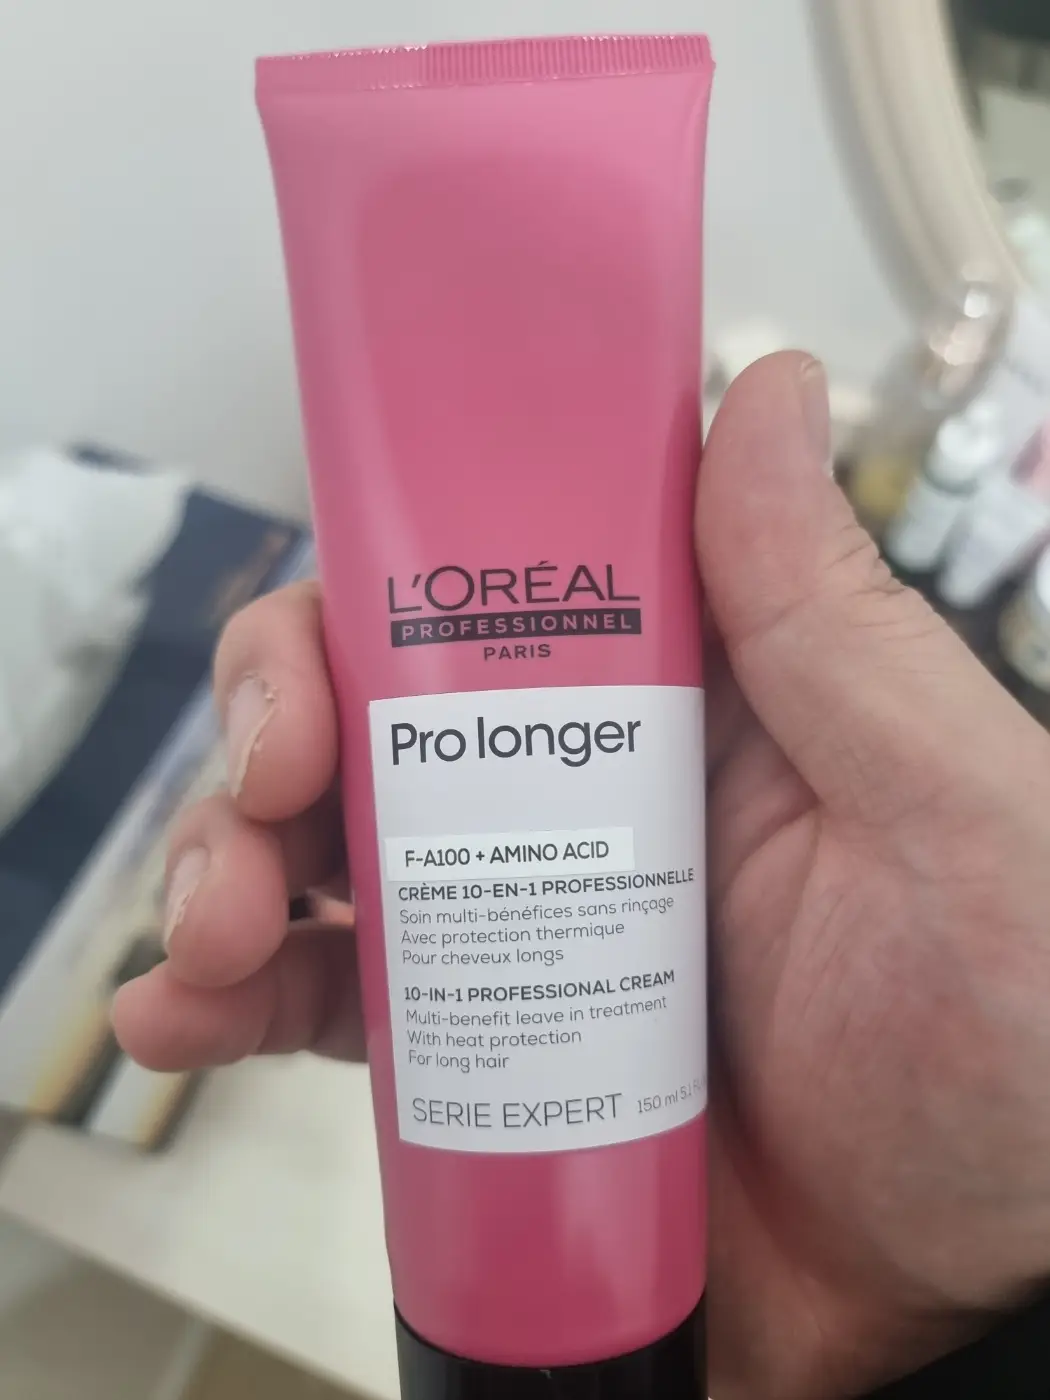 L'ORÉAL
PROFESSIONNEL
PARIS
Pro longer
F-A100 + AMINO ACID
CRÈME 10-EN-1 PROFESSIONNELLE
Soin multi-bénéfices sans rinçage
Avec protection thermique
Pour cheveux longs
10-IN-1 PROFESSIONAL CREAM
Multi-benefit leave in treatment
With heat protection
For long hair
SERIE EXPERT 150 ml 5.1